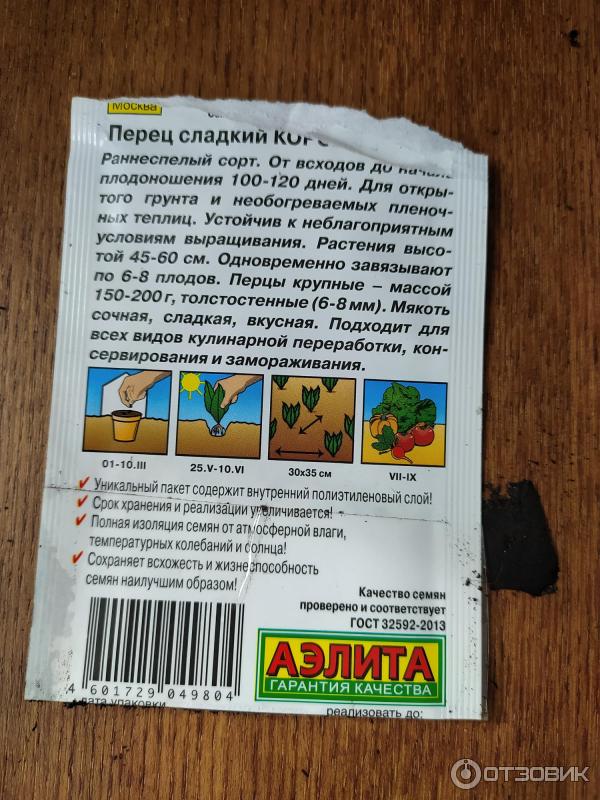 Москва
Перец сладкий
Раннеспелый сорт. От всходов до
плодоношения 100-120 дней. Для откры-
того грунта и необогреваемых пленоч-
ных теплиц. Устойчив к неблагоприятным
условиям выращивания. Растения высо-
той 45-60 см. Одновременно завязывают
по 6-8 плодов. Перцы крупные – массой
150-200 г, толстостенные (6-8 мм). Мякоть
сочная, сладкая, вкусная. Подходит для
всех видов кулинарной переработки, кон-
сервирования и замораживания.
01-10.III
25.V-10.VI
30x35 см
VII-IX
Уникальный пакет содержит внутренний полиэтиленовый слой!
Срок хранения и реализации увеличивается!
Полная изоляция семян от атмосферной влаги,
температурных колебаний и солнца!
Сохраняет всхожесть и жизнеспособность
семян наилучшим образом!
Качество семян
проверено и соответствует
ГОСТ 32592-2013
АЭЛИТА
ГАРАНТИЯ КАЧЕСТВА
4 601729 049804
дата упаковки
реализовать до:
ОТЗОВИК